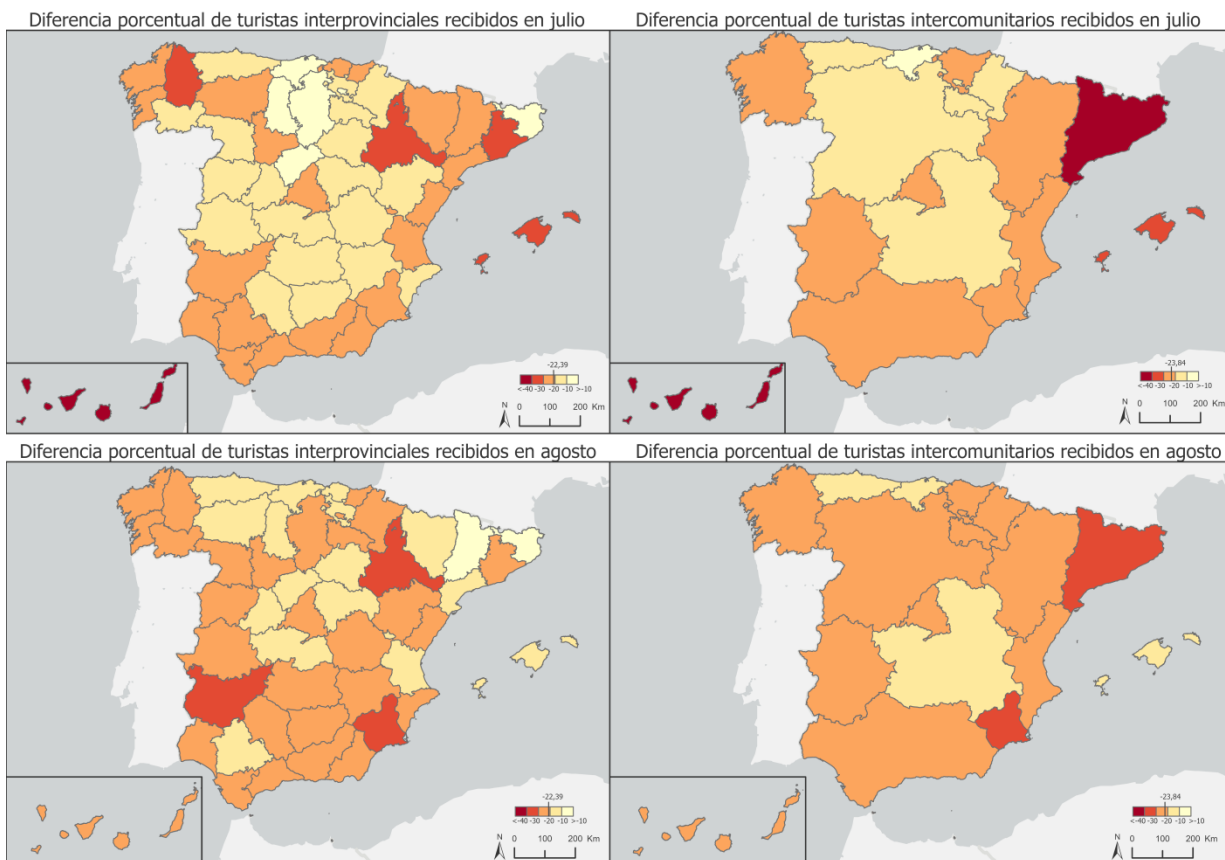 Diferencia porcentual de turistas interprovinciales recibidos en julio
Diferencia porcentual de turistas intercomunitarios recibidos en julio
-22,39
<-40 -30 -20 -10 >-10
N
0 100 200 Km
-23,84
<-40 -30 -20 -10 >-10
N
0 100 200 Km
Diferencia porcentual de turistas interprovinciales recibidos en agosto
Diferencia porcentual de turistas intercomunitarios recibidos en agosto
-22,39
<-40 -30 -20 -10 >-10
N
0 100 200 Km
-23,84
<-40 -30 -20 -10 >-10
N
0 100 200 Km